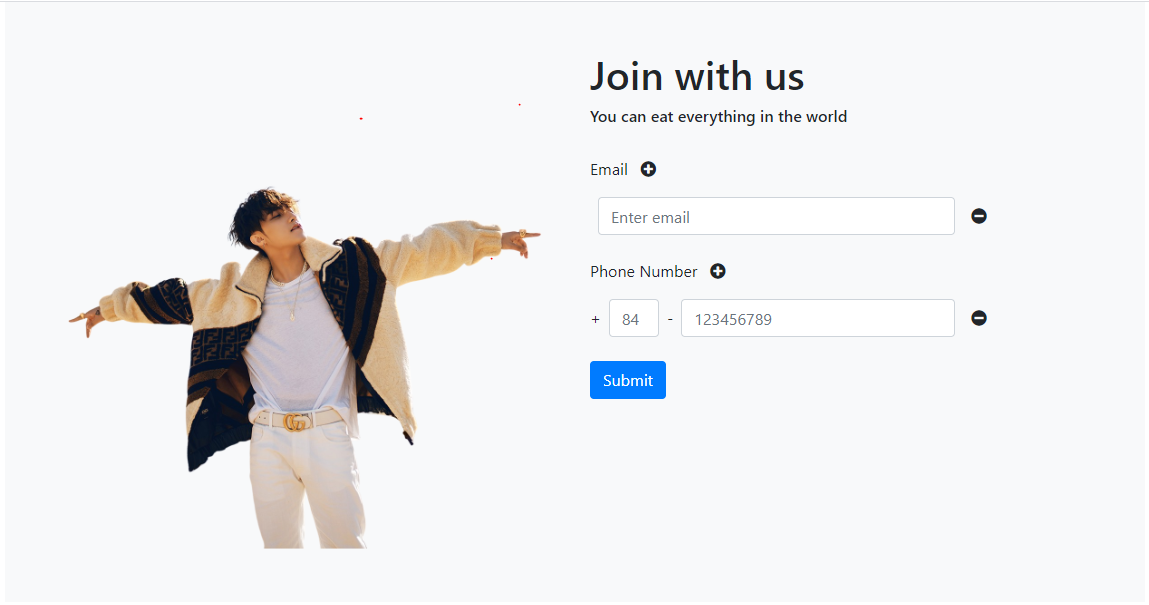 Join with us
You can eat everything in the world
Email
Enter email
Phone Number
+ 84 - 123456789
Submit